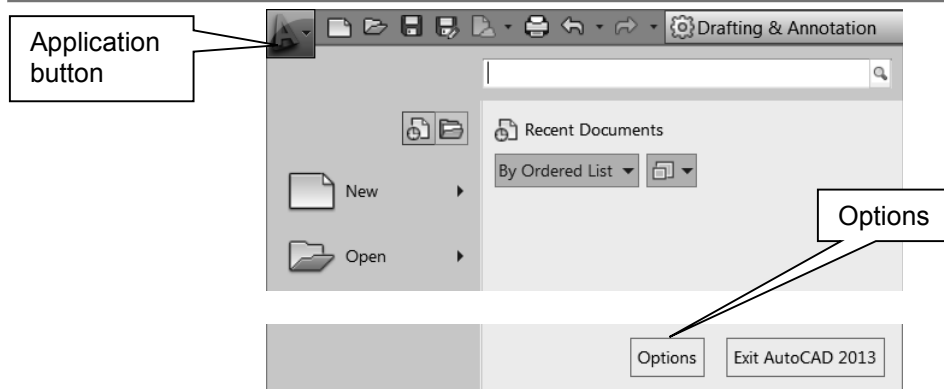 Application
button
Drafting & Annotation
Recent Documents
By Ordered List
New
Options
Open
Options
Exit AutoCAD 2013